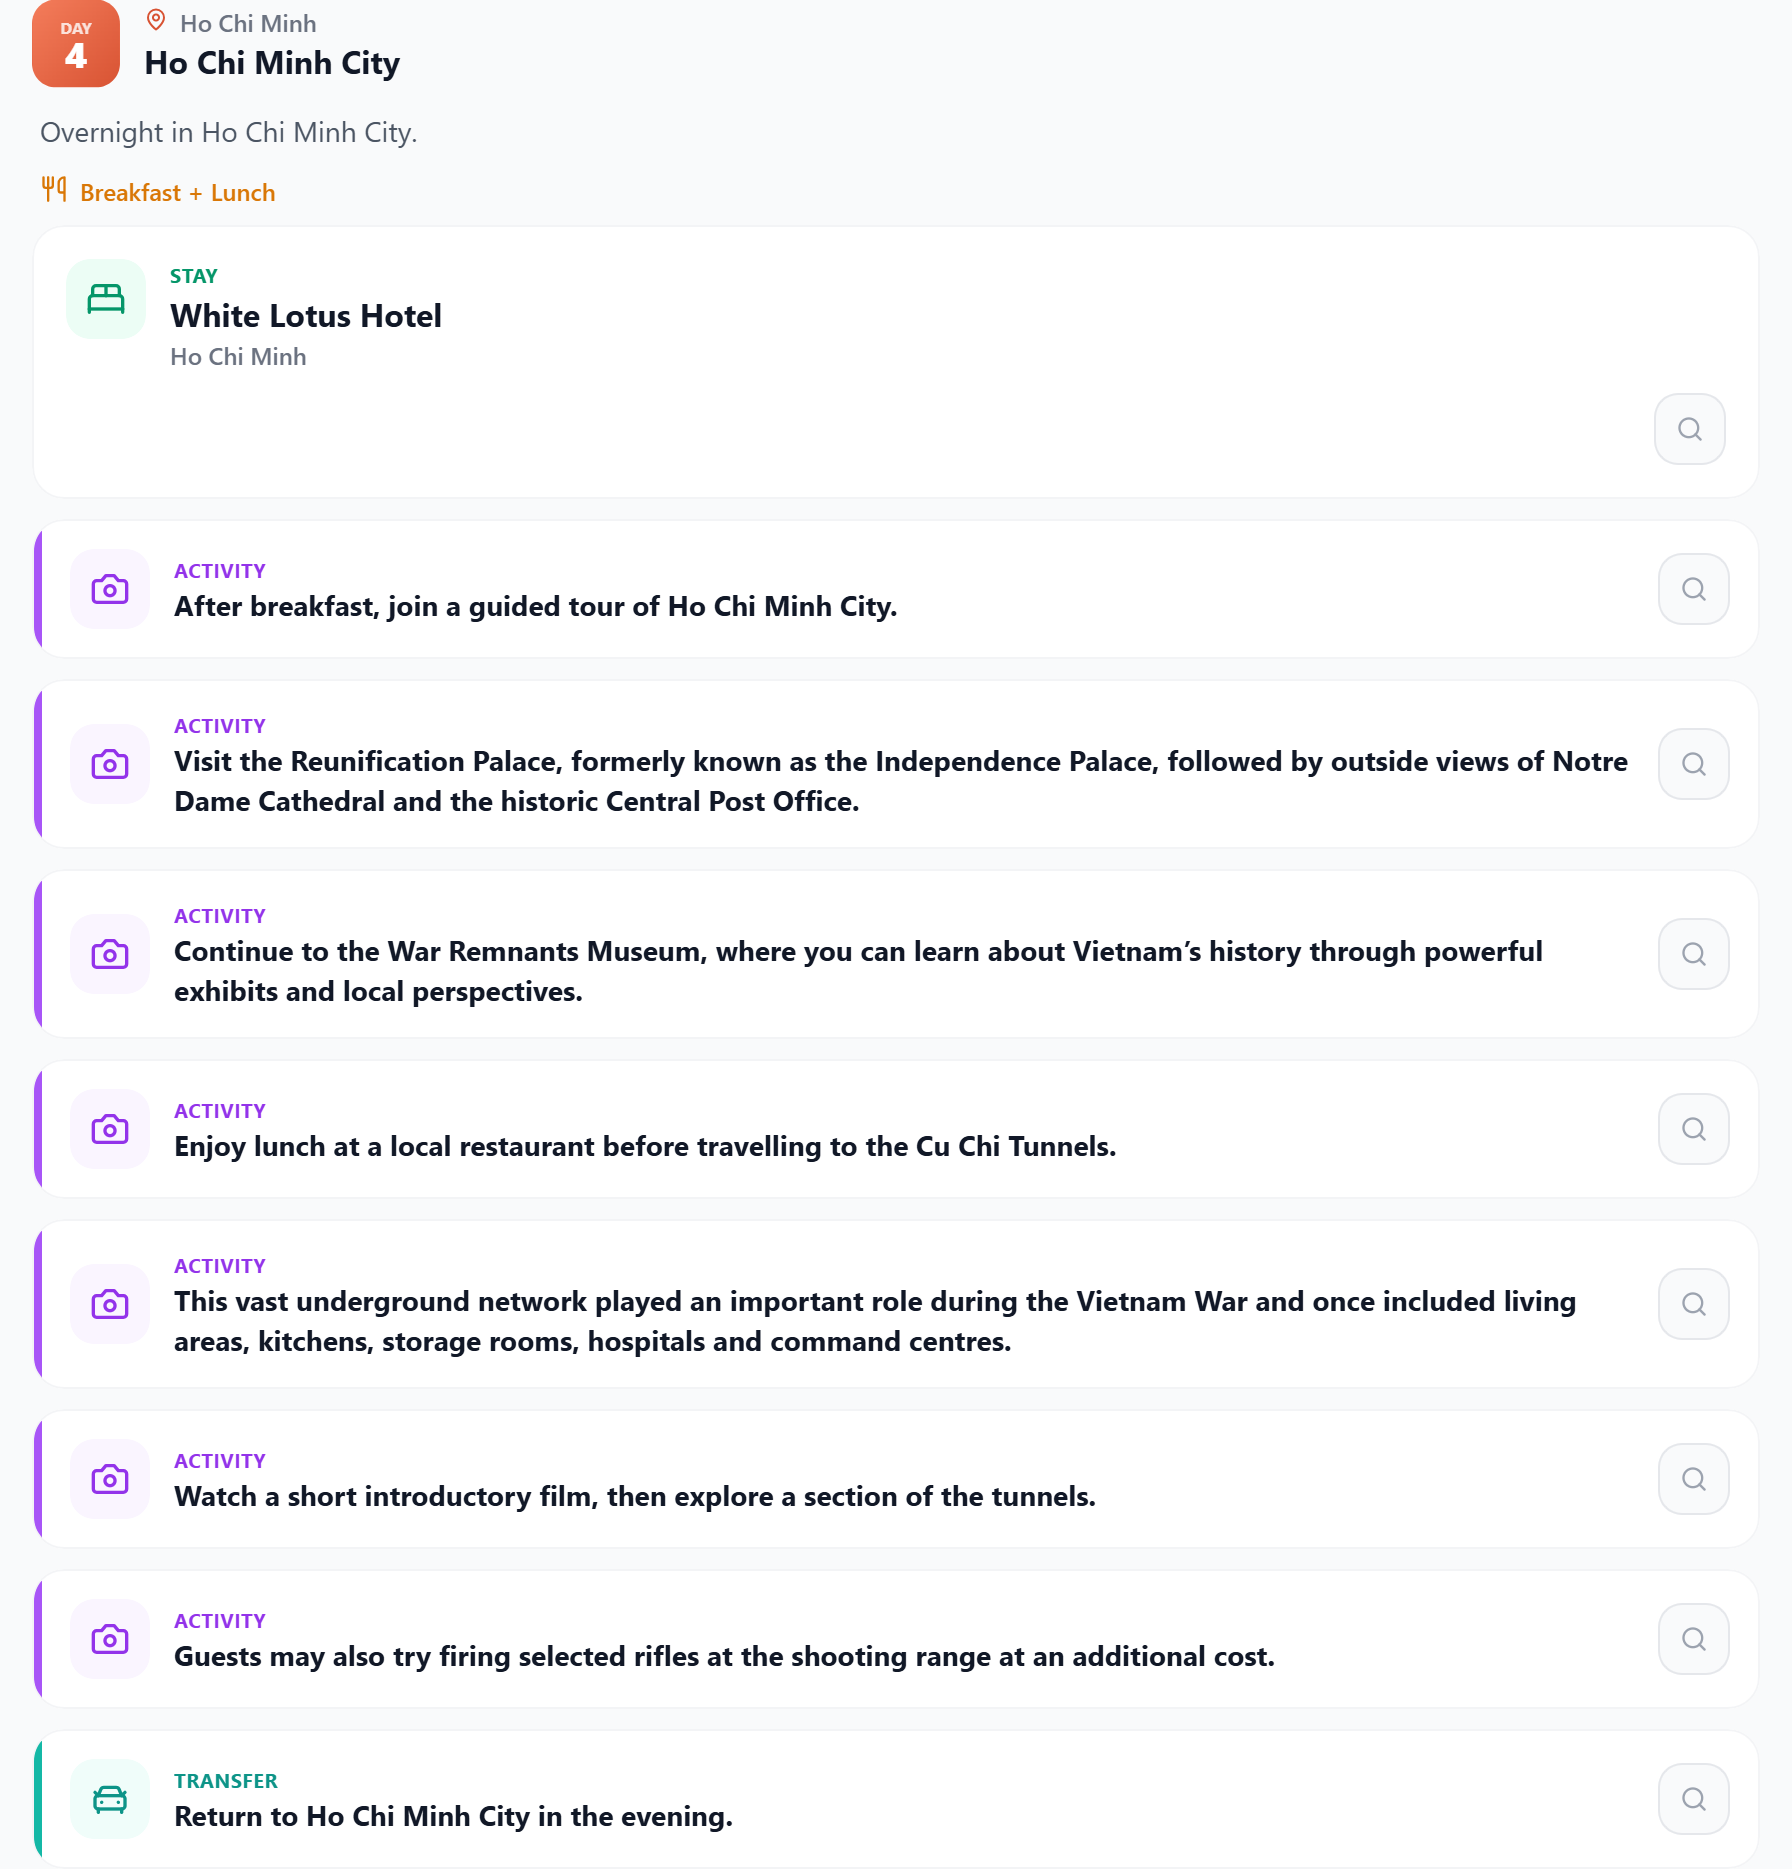 DAY
4
Ho Chi Minh
Ho Chi Minh City
Overnight in Ho Chi Minh City.
Breakfast + Lunch
STAY
White Lotus Hotel
Ho Chi Minh
ACTIVITY
After breakfast, join a guided tour of Ho Chi Minh City.
ACTIVITY
Visit the Reunification Palace, formerly known as the Independence Palace, followed by outside views of Notre
Dame Cathedral and the historic Central Post Office.
ACTIVITY
Continue to the War Remnants Museum, where you can learn about Vietnam’s history through powerful
exhibits and local perspectives.
ACTIVITY
Enjoy lunch at a local restaurant before travelling to the Cu Chi Tunnels.
ACTIVITY
This vast underground network played an important role during the Vietnam War and once included living
areas, kitchens, storage rooms, hospitals and command centres.
ACTIVITY
Watch a short introductory film, then explore a section of the tunnels.
ACTIVITY
Guests may also try firing selected rifles at the shooting range at an additional cost.
TRANSFER
Return to Ho Chi Minh City in the evening.